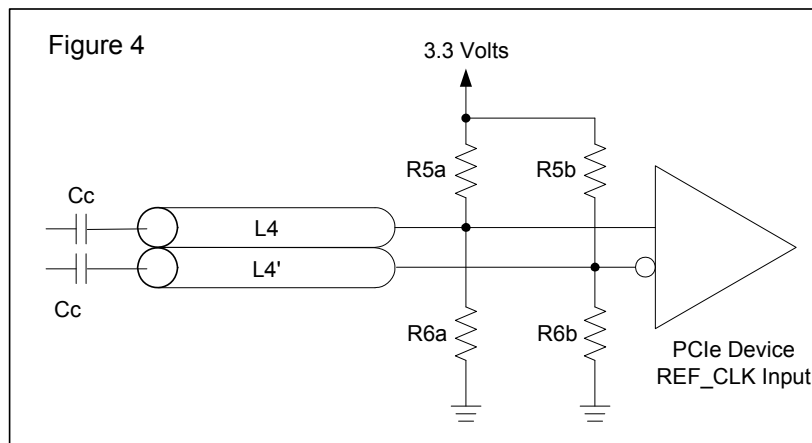 Figure 4
3.3 Volts
R5a
R5b
Cc
L4
L4'
Cc
R6a
R6b
PCIe Device
REF_CLK Input